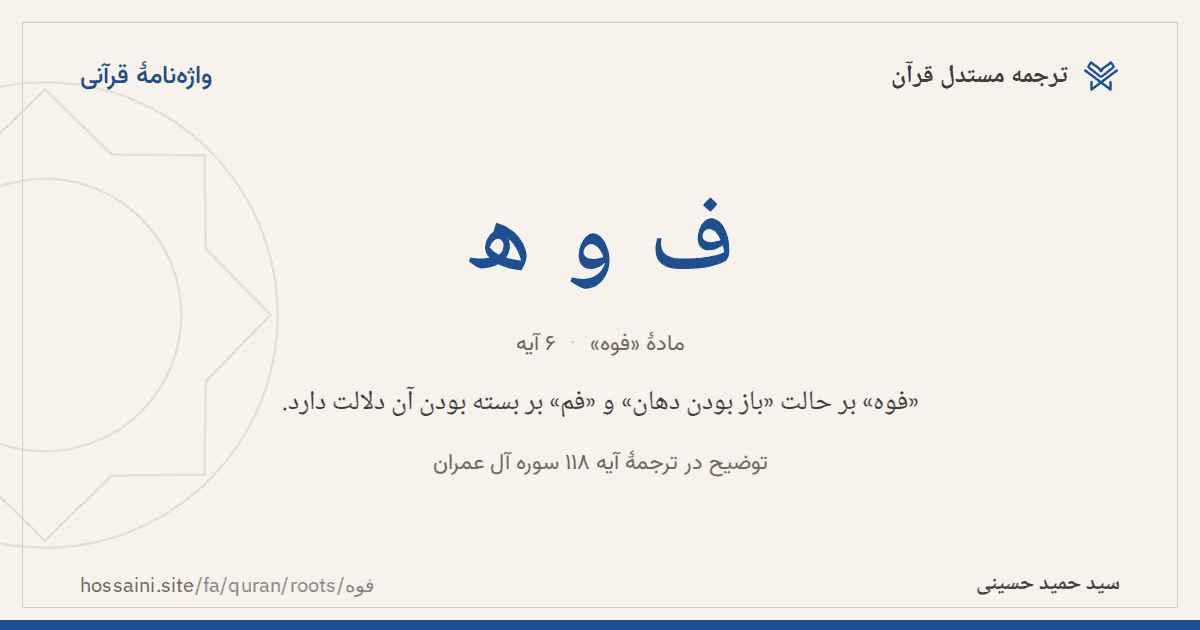 ترجمه مستدل قرآن
واژه‌نامهٔ قرآنی
ف و ه
مادهٔ «فوه» · ۶ آیه
«فوه» بر حالت «باز بودن دهان» و «فم» بر بسته بودن آن دلالت دارد.
توضیح در ترجمهٔ آیه ۱۱۸ سوره آل عمران
سید حمید حسینی
hossaini.site/fa/quran/roots/فوه